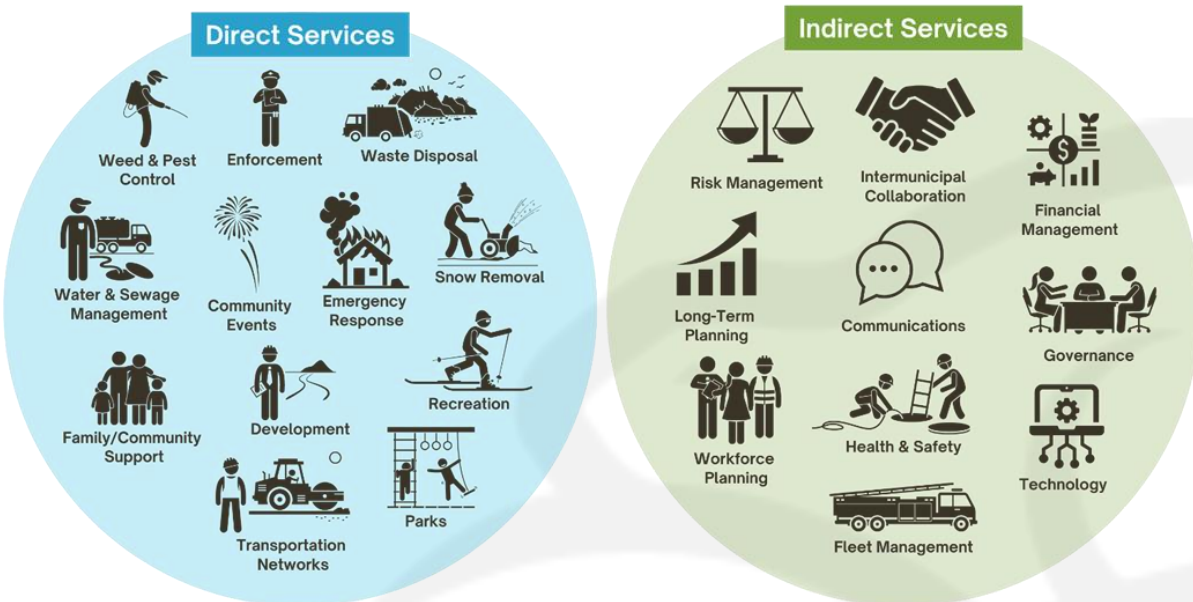 Direct Services
Weed & Pest
Control
Enforcement
Waste Disposal
Water & Sewage
Management
Community
Events
Emergency
Response
Snow Removal
Family/Community
Support
Development
Recreation
Transportation
Networks
Parks
Indirect Services
Risk Management
Intermunicipal
Collaboration
Financial
Management
Long-Term
Planning
Communications
Governance
Workforce
Planning
Health & Safety
Technology
Fleet Management